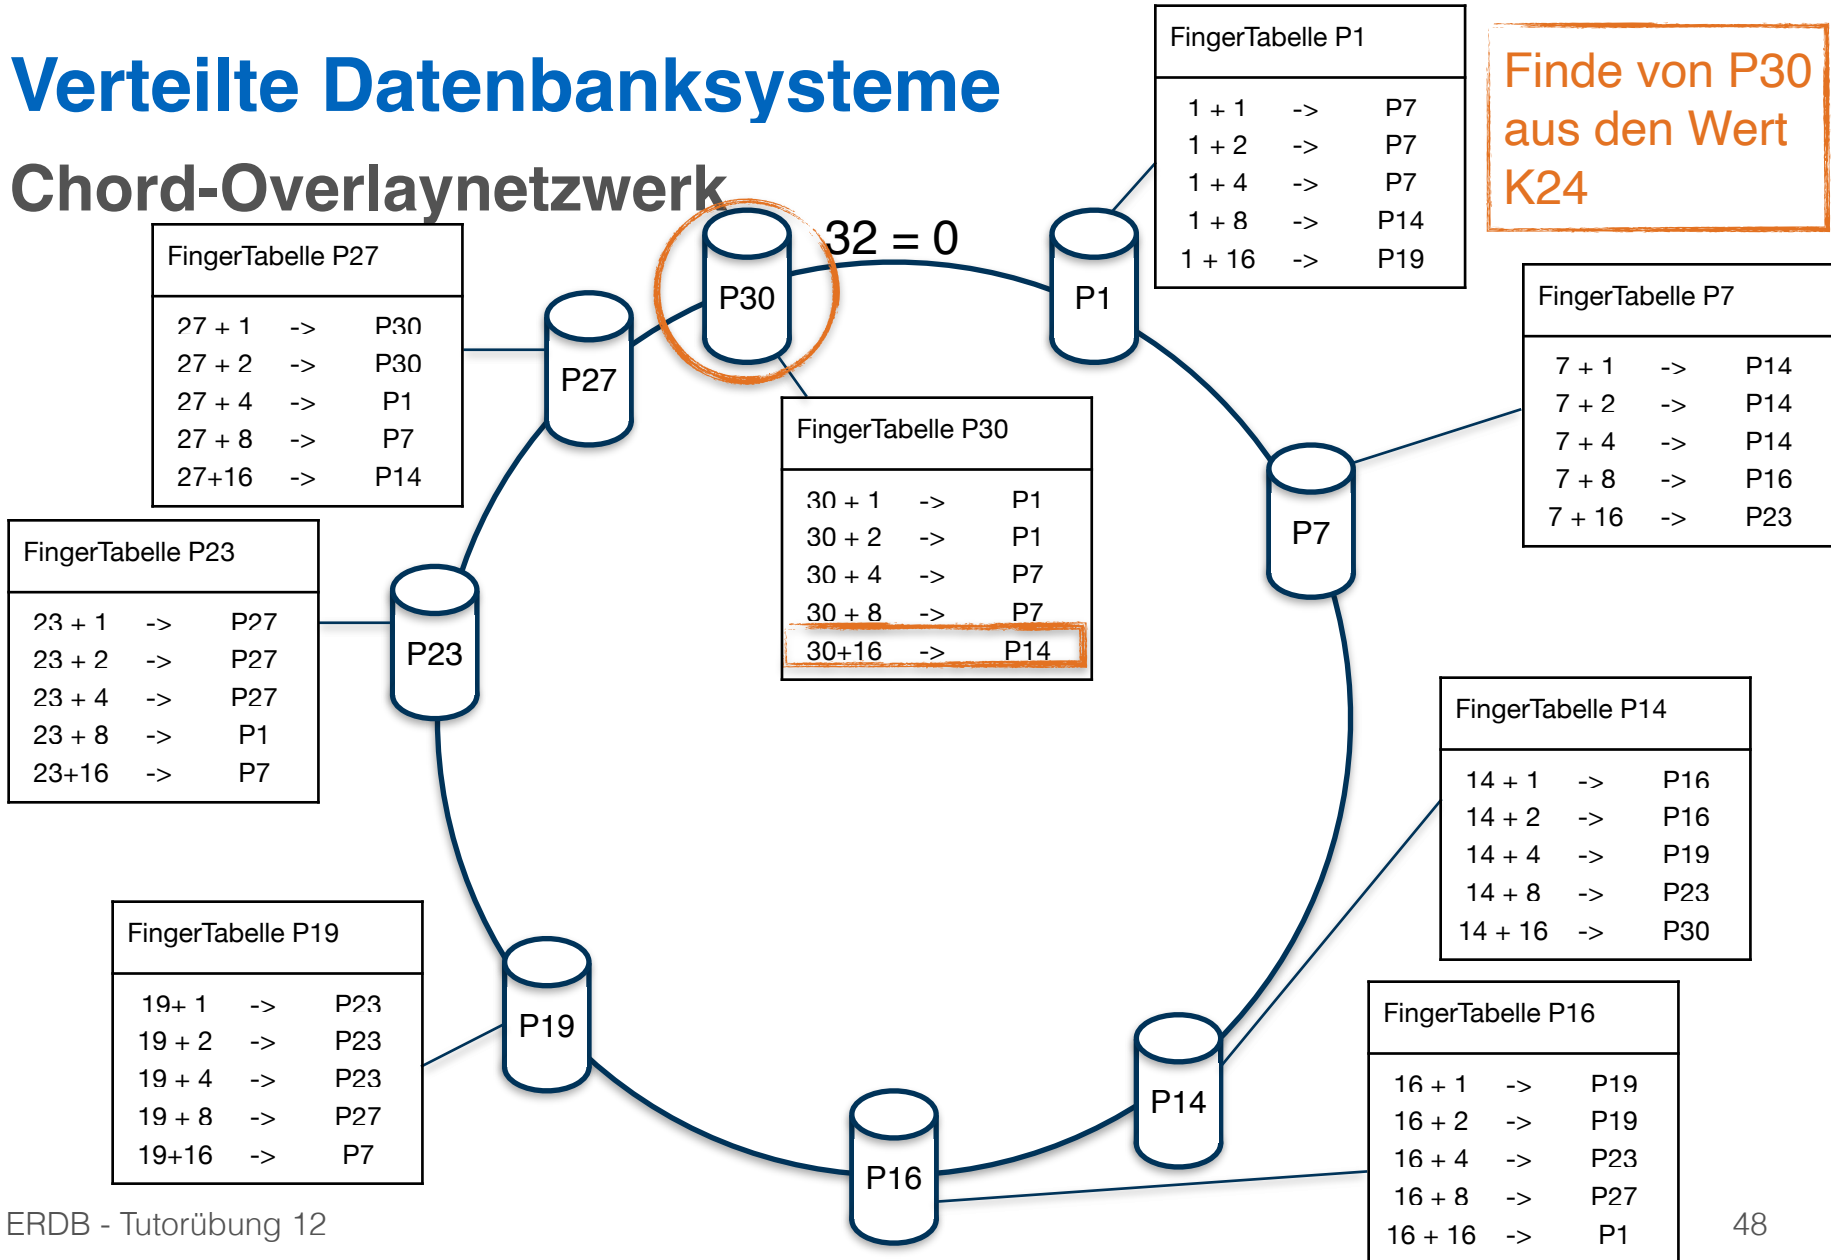 Verteilte Datenbanksysteme
Chord-Overlaynetzwerk
Finde von P30
aus den Wert
K24
32 = 0
FingerTabelle P1
1 + 1 -> P7
1 + 2 -> P7
1 + 4 -> P7
1 + 8 -> P14
1 + 16 -> P19
FingerTabelle P27
27 + 1 -> P30
27 + 2 -> P30
27 + 4 -> P1
27 + 8 -> P7
27+16 -> P14
FingerTabelle P7
7 + 1 -> P14
7 + 2 -> P14
7 + 4 -> P14
7 + 8 -> P16
7 + 16 -> P23
P30
P1
P27
FingerTabelle P30
30 + 1 -> P1
30 + 2 -> P1
30 + 4 -> P7
30 + 8 -> P7
30+16 -> P14
P7
FingerTabelle P23
23 + 1 -> P27
23 + 2 -> P27
23 + 4 -> P27
23 + 8 -> P1
23+16 -> P7
P23
FingerTabelle P14
14 + 1 -> P16
14 + 2 -> P16
14 + 4 -> P19
14 + 8 -> P23
14 + 16 -> P30
FingerTabelle P19
19+ 1 -> P23
19 + 2 -> P23
19 + 4 -> P23
19 + 8 -> P27
19+16 -> P7
P19
P14
P16
FingerTabelle P16
16 + 1 -> P19
16 + 2 -> P19
16 + 4 -> P23
16 + 8 -> P27
16 + 16 -> P1
ERDB - Tutorübung 12
48